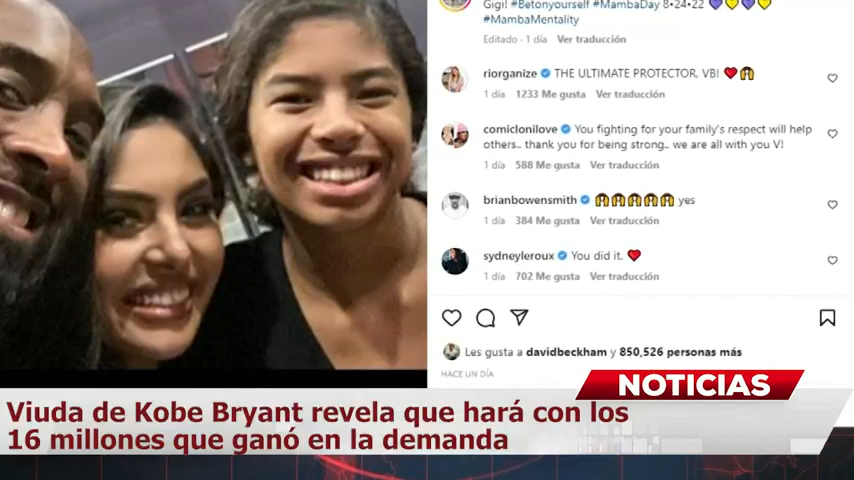 Gigi! #Betonyourself #MambaDay 8•24•22 💜💛💜💛
#MambaMentality
Editado • 1 día Ver traducción
riorganize THE ULTIMATE PROTECTOR, VB! ❤️🙌
1 día 1233 Me gusta Ver traducción
comiclonilove You fighting for your family's respect will help
others.. thank you for being strong.. we are all with you V!
1 día 588 Me gusta Ver traducción
brianbowensmith 🙌🙌🙌🙌🙌 yes
1 día 384 Me gusta Ver traducción
sydneyleroux You did it. ❤️
1 día 702 Me gusta Ver traducción
Les gusta a davidbeckham y 850,526 personas más
HACE UN DÍA
NOTICIAS
Viuda de Kobe Bryant revela que hará con los
16 millones que ganó en la demanda